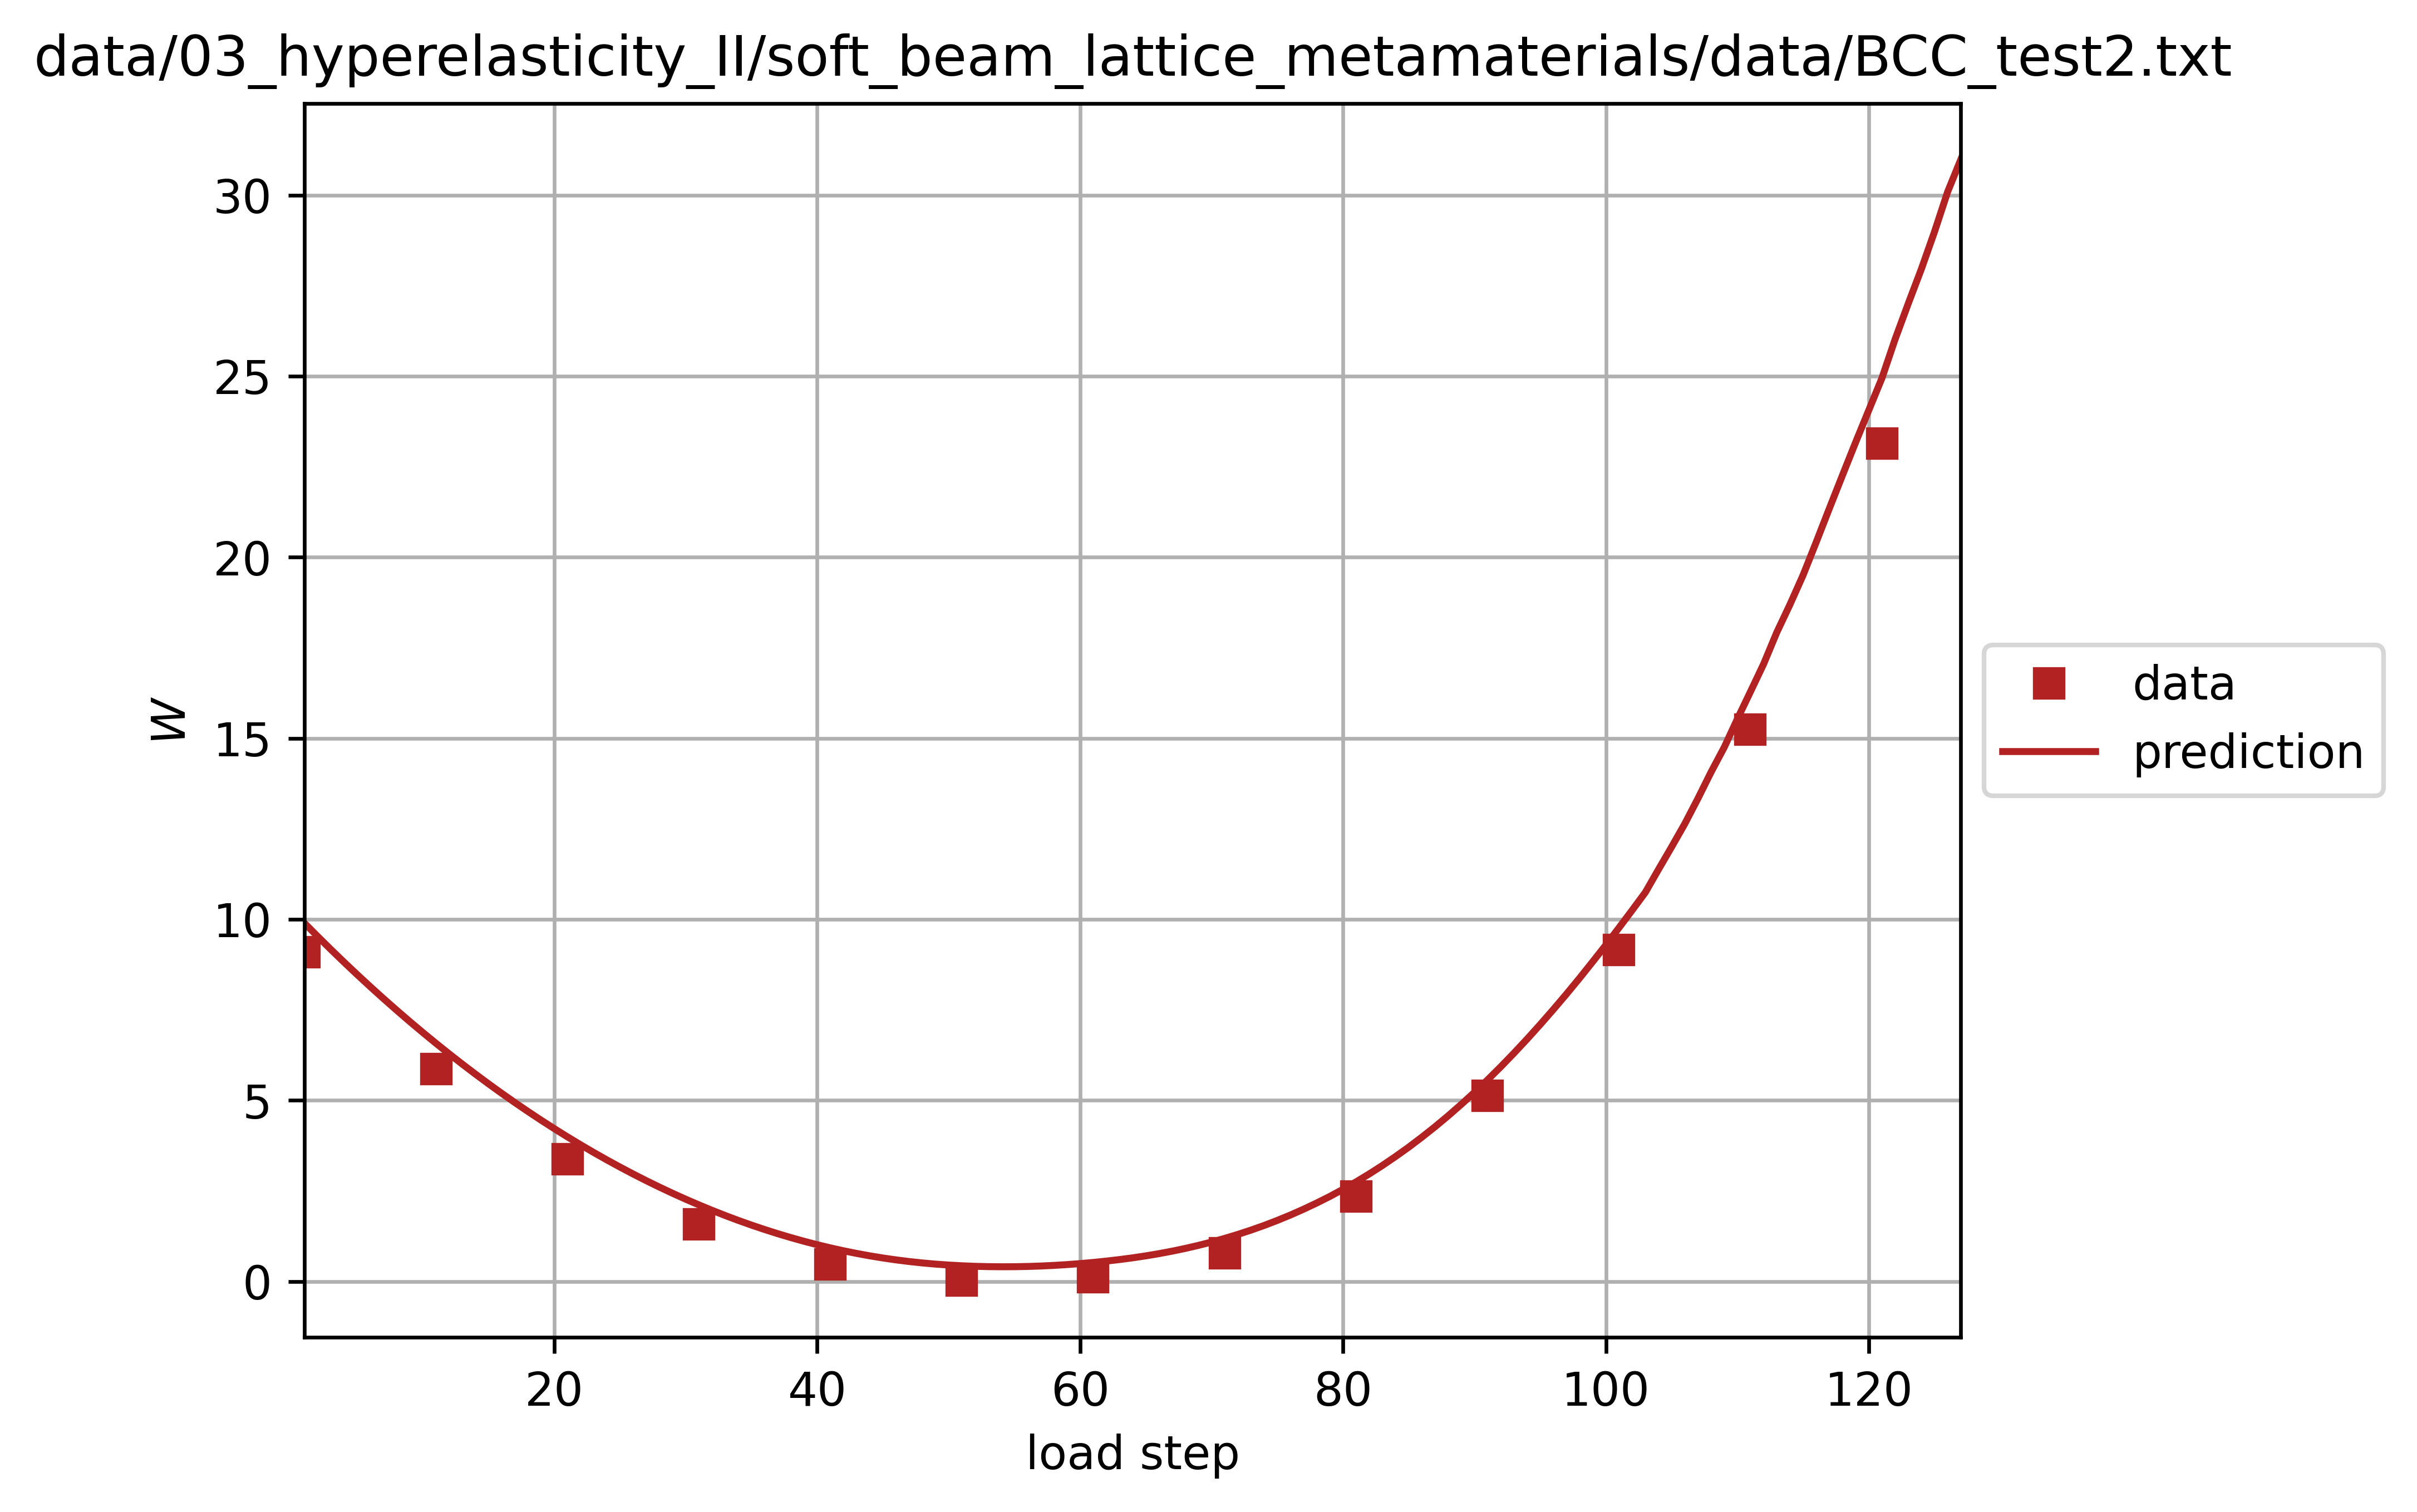 data/03_hyperelasticity_II/soft_beam_lattice_metamaterials/data/BCC_test2.txt
30
25
20
15
10
5
0
W
20 40 60 80 100 120
load step
data
prediction